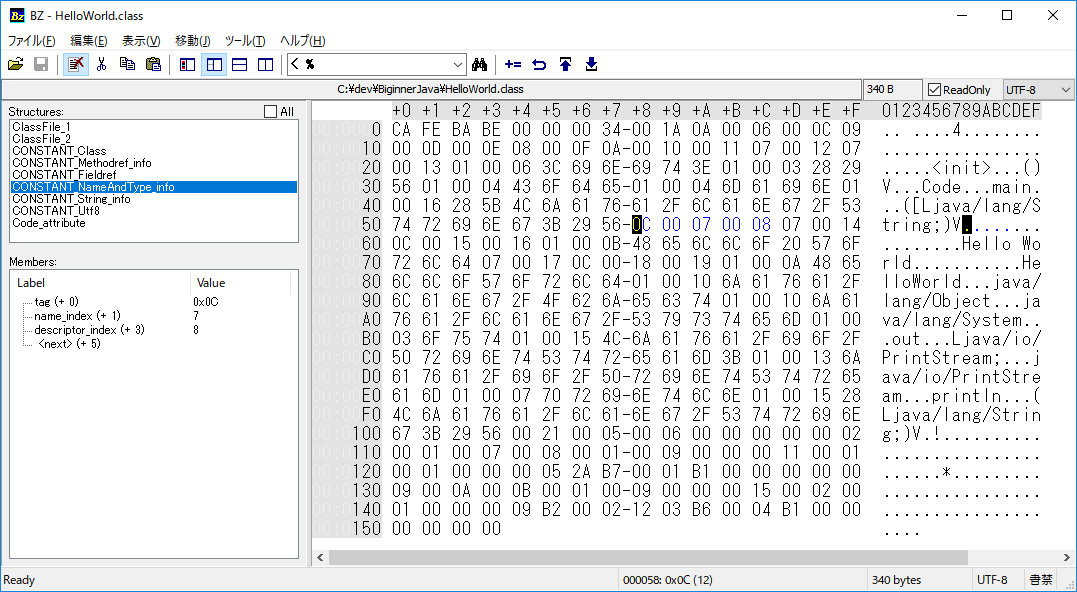 BZ - HelloWorld.class
ファイル(F) 編集(E) 表示(V) 移動(J) ツール(T) ヘルプ(H)
< %
C:¥dev¥BiginnerJava¥HelloWorld.class 340 B ReadOnly UTF-8
Structures: All
ClassFile_1
ClassFile_2
CONSTANT_Class
CONSTANT_Methodref_info
CONSTANT_Fieldref
CONSTANT_NameAndType_info
CONSTANT_String_info
CONSTANT_Utf8
Code_attribute
Members:
Label Value
tag (+ 0) 0x0C
name_index (+ 1) 7
descriptor_index (+ 3) 8
<next> (+ 5)
+0 +1 +2 +3 +4 +5 +6 +7 +8 +9 +A +B +C +D +E +F 0123456789ABCDEF
0 CA FE BA BE 00 00 00 34-00 1A 0A 00 06 00 0C 09 .. ....4........
10 00 0D 00 0E 08 00 0F 0A-00 10 00 11 07 00 12 07 ................
20 00 13 01 00 06 3C 69 6E-69 74 3E 01 00 03 28 29 .....<init>...()
30 56 01 00 04 43 6F 64 65-01 00 04 6D 61 69 6E 01 V...Code...main.
40 00 16 28 5B 4C 6A 61 76-61 2F 6C 61 6E 67 2F 53 ..([Ljava/lang/S
50 74 72 69 6E 67 3B 29 56-0C 00 07 00 08 07 00 14 tring;)V........
60 0C 00 15 00 16 01 00 0B-48 65 6C 6C 6F 20 57 6F ........Hello Wo
70 72 6C 64 07 00 17 0C 00-18 00 19 01 00 0A 48 65 rld...........He
80 6C 6C 6F 57 6F 72 6C 64-01 00 10 6A 61 76 61 2F lloWorld...java/
90 6C 61 6E 67 2F 4F 62 6A-65 63 74 01 00 10 6A 61 lang/Object...ja
A0 76 61 2F 6C 61 6E 67 2F-53 79 73 74 65 6D 01 00 va/lang/System..
B0 03 6F 75 74 01 00 15 4C-6A 61 76 61 2F 69 6F 2F .out...Ljava/io/
C0 50 72 69 6E 74 53 74 72-65 61 6D 3B 01 00 13 6A PrintStream;...j
D0 61 76 61 2F 69 6F 2F 50-72 69 6E 74 53 74 72 65 ava/io/PrintStre
E0 61 6D 01 00 07 70 72 69-6E 74 6C 6E 01 00 15 28 am...println...(
F0 4C 6A 61 76 61 2F 6C 61-6E 67 2F 53 74 72 69 6E Ljava/lang/Strin
100 67 3B 29 56 00 21 00 05-00 06 00 00 00 00 00 02 g;)V.!..........
110 00 01 00 07 00 08 00 01-00 09 00 00 00 11 00 01 ................
120 00 01 00 00 00 05 2A B7-00 01 B1 00 00 00 00 00 ......*.........
130 09 00 0A 00 0B 00 01 00-09 00 00 00 15 00 02 00 ................
140 01 00 00 00 09 B2 00 02-12 03 B6 00 04 B1 00 00 ................
150 00 00 00 00 ....
Ready 000058: 0x0C (12) 340 bytes UTF-8 書禁